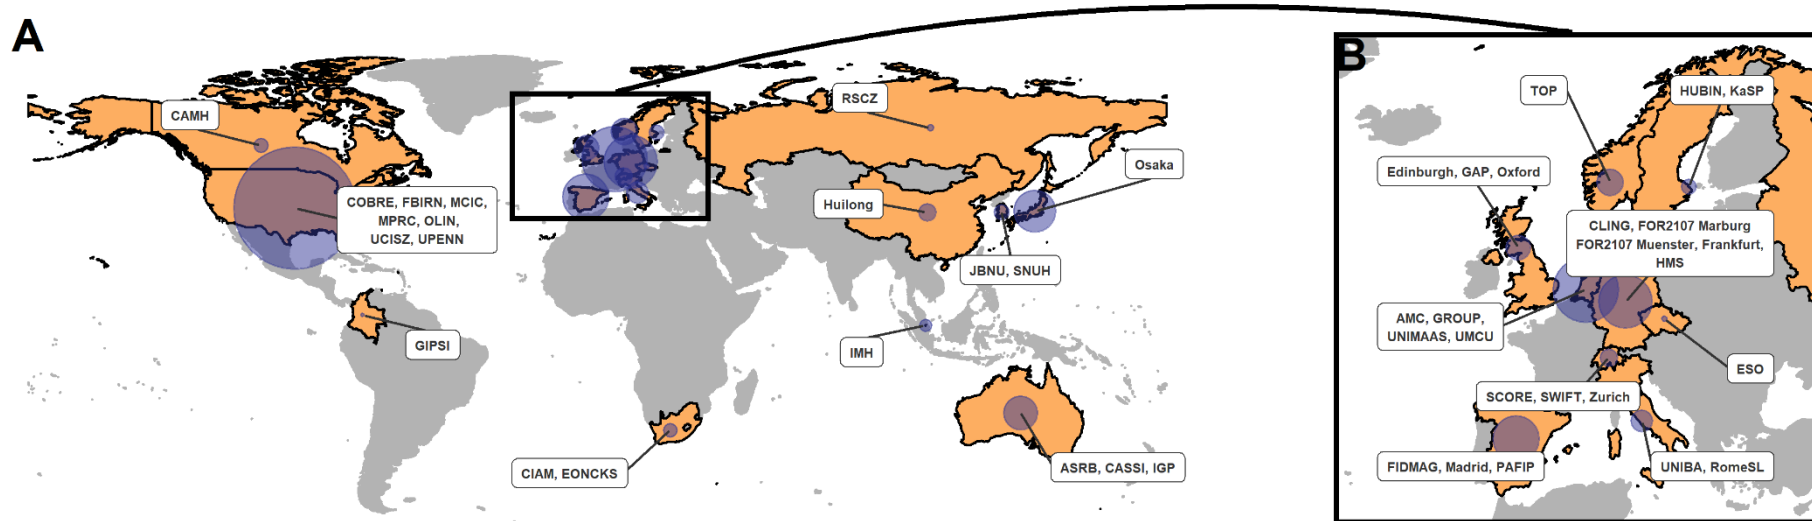 A
CAMH
COBRE, FBIRN, MCIC,
MPRC, OLIN,
UCISZ, UPENN
GIPSI
RSCZ
Osaka
Huilong
JBNU, SNUH
IMH
CIAM, EONCKS
ASRB, CASSI, IGP
B
TOP
HUBIN, KaSP
Edinburgh, GAP, Oxford
CLING, FOR2107 Marburg
FOR2107 Muenster, Frankfurt,
HMS
AMC, GROUP,
UNIMAAS, UMCU
ESO
SCORE, SWIFT, Zurich
FIDMAG, Madrid, PAFIP
UNIBA, RomeSL